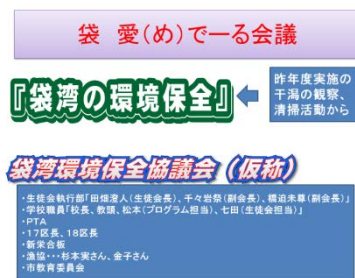 袋 愛(め)でーる会議
『袋湾の環境保全』
昨年度実施の
干潟の観察、
清掃活動から
袋湾環境保全協議会（仮称）
・生徒会執行部「田畑澄人(生徒会長)、千々岩祭(副会長)、橋迫未尊(副会長)」
・学校職員「校長、教頭、松本(プログラム担当)、七田(生徒会担当)」
・PTA
・17区長、18区長
・新栄合板
・漁協・・・杉本実さん、金子さん
・市教育委員会